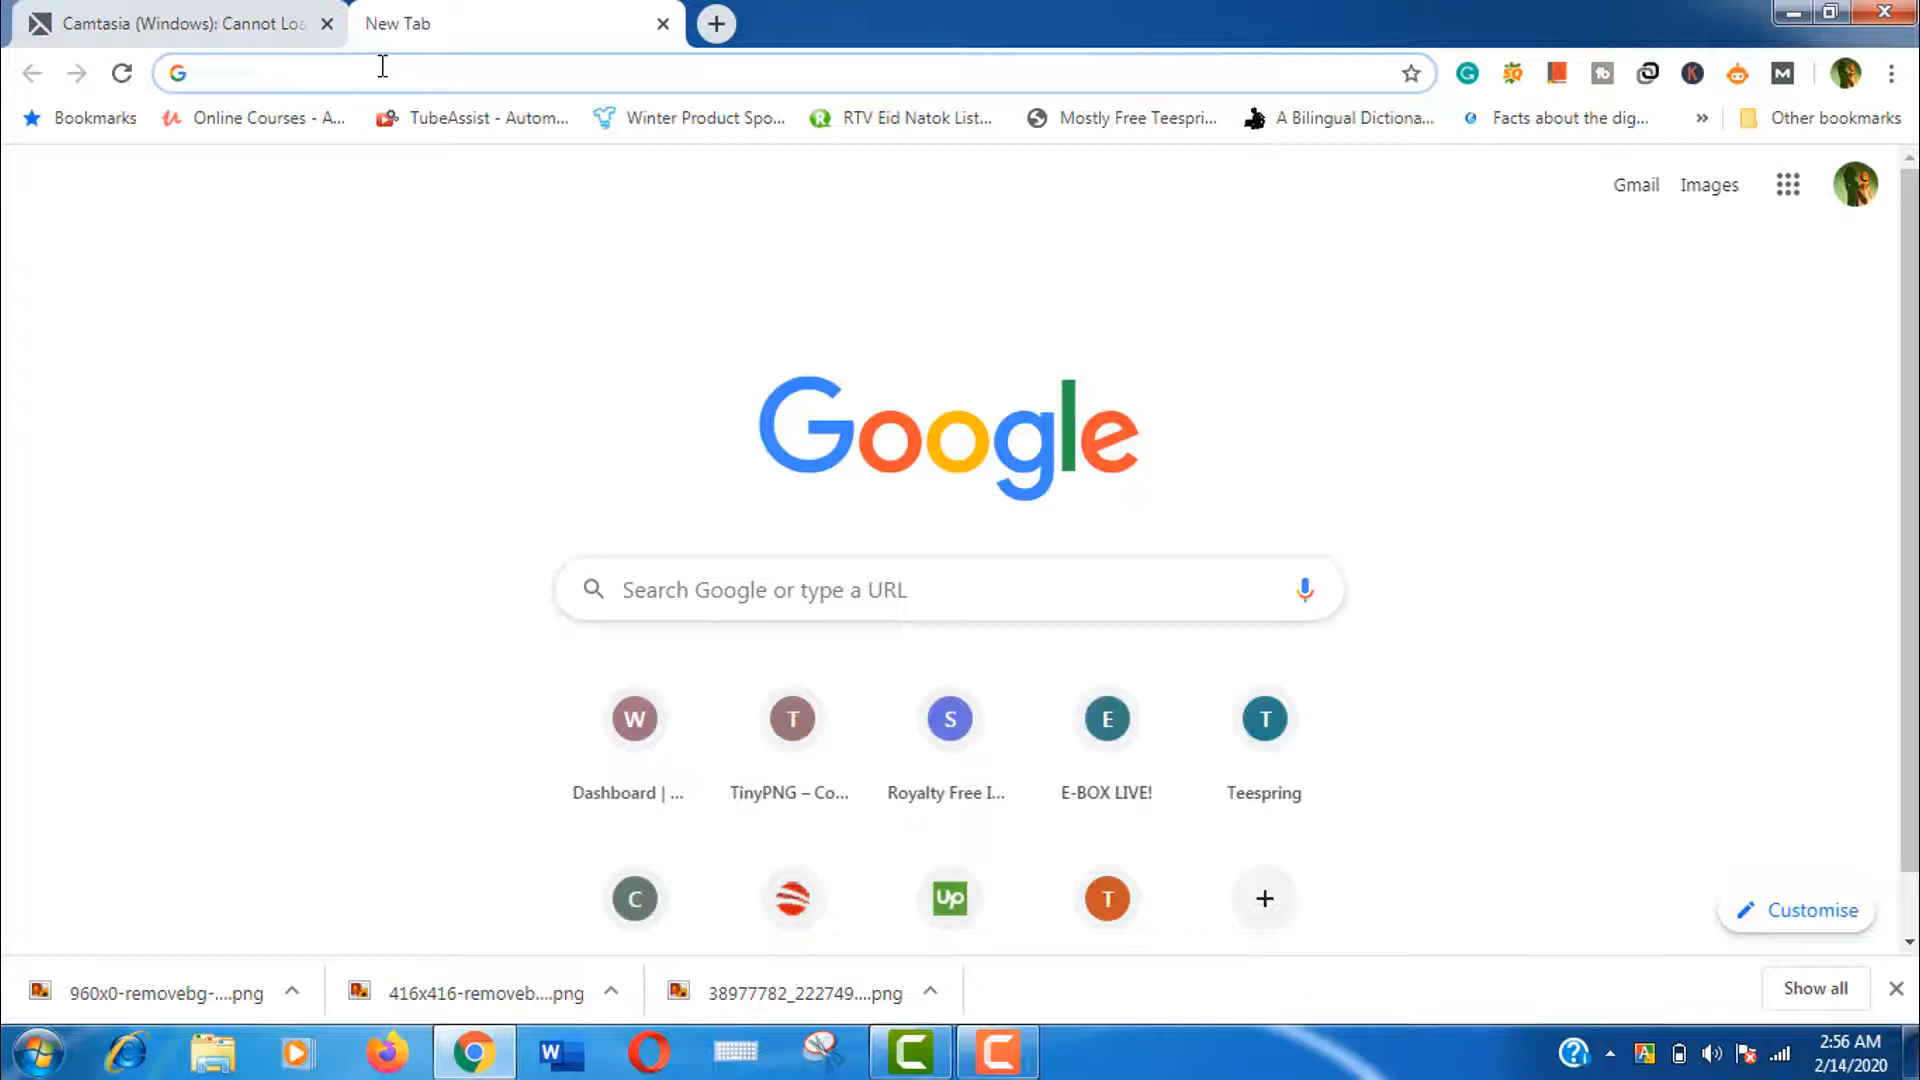 Camtasia (Windows): Cannot Loa
New Tab
Bookmarks
Online Courses - A...
TubeAssist - Autom...
Winter Product Spo...
RTV Eid Natok List...
Mostly Free Teespri...
A Bilingual Dictiona...
Facts about the dig...
»
Other bookmarks
Gmail
Images
Google
Search Google or type a URL
W
T
S
E
T
Dashboard | ...
TinyPNG – Co...
Royalty Free I...
E-BOX LIVE!
Teespring
C
Up
T
Customise
960x0-removebg-....png
416x416-removeb....png
38977782_222749....png
Show all
2:56 AM
2/14/2020